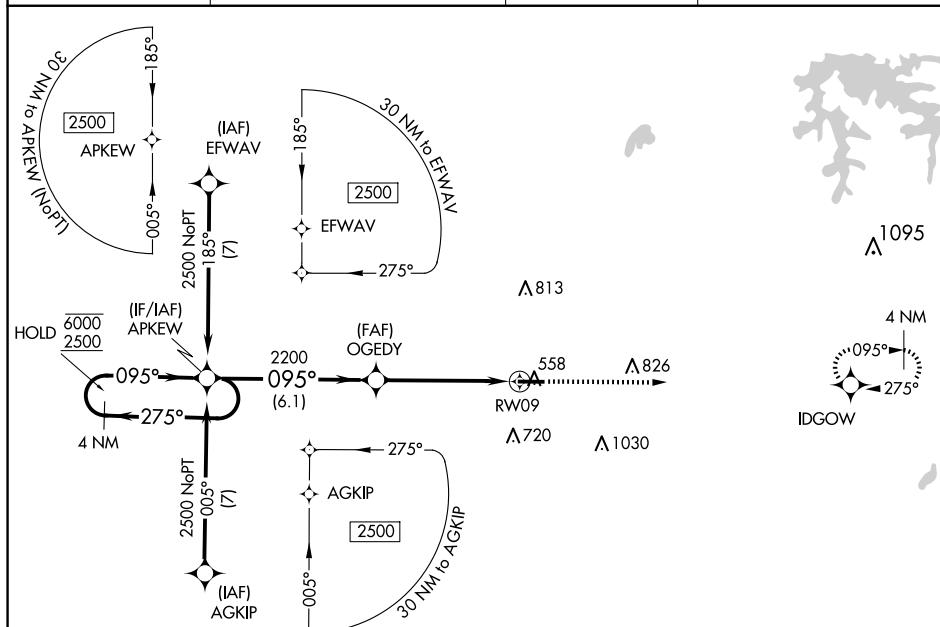 30 NM to APKEW (NoPT)
185°
2500
APKEW
005°
(IAF)
EFWAV
2500 NoPT
185°
(7)
30 NM to EFWAV
185°
2500
EFWAV
275°
1095
813
HOLD
6000
2500
(IF/IAF)
APKEW
095°
275°
4 NM
2200
095°
(6.1)
(FAF)
OGEDY
558
RW09
826
4 NM
095°
275°
IDGOW
720
1030
2500 NoPT
005°
(7)
(IAF)
AGKIP
275°
AGKIP
2500
005°
30 NM to AGKIP